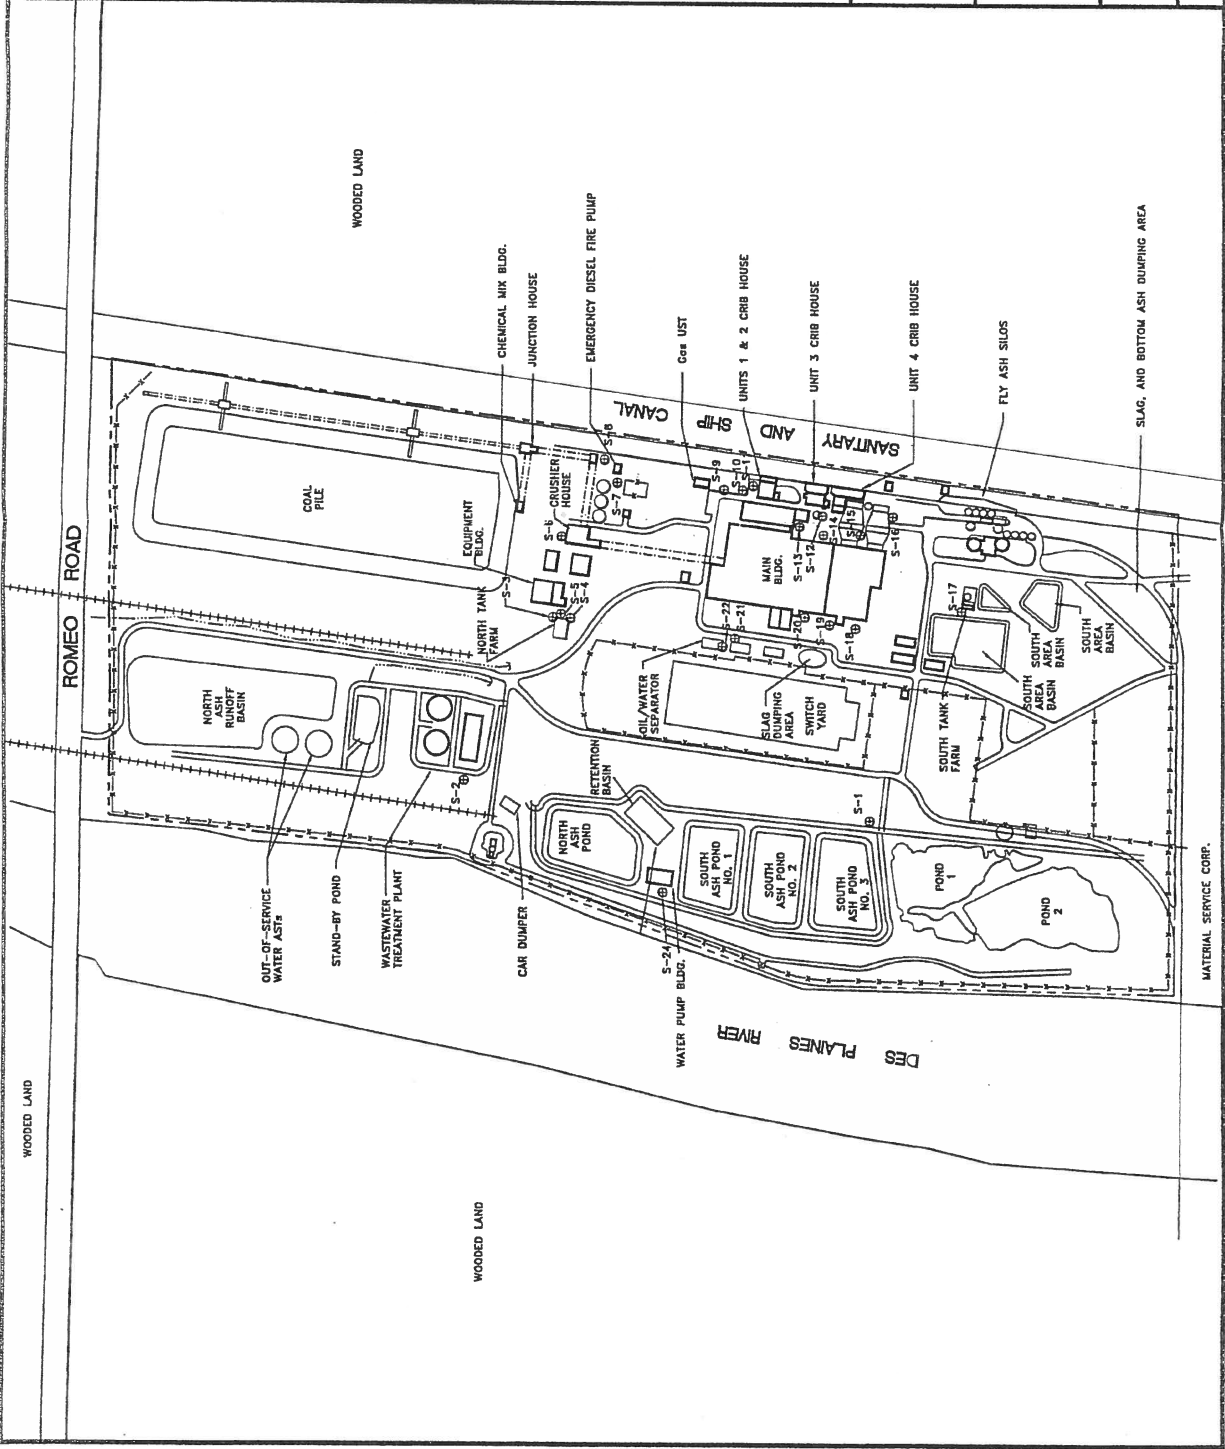 WOODED LAND
WOODED LAND
WOODED LAND
ROMEO ROAD
COAL
PILE
CHEMICAL MIX BLDG.
JUNCTION HOUSE
EMERGENCY DIESEL FIRE PUMP
Gas UST
UNITS 1 & 2 CRIB HOUSE
UNIT 3 CRIB HOUSE
UNIT 4 CRIB HOUSE
FLY ASH SILOS
SLAG, AND BOTTOM ASH DUMPING AREA
SANITARY AND SHIP CANAL
EQUIPMENT
BLDG.
CRUSHER
HOUSE
S-3
S-6
S-5
S-4
S-7
S-8
S-9
S-10
S-1
MAIN
BLDG.
S-13
S-12
S-14
S-15
S-16
S-17
NORTH TANK
FARM
S-22
S-21
S-20
S-19
S-18
NORTH
ASH
RUNOFF
BASIN
OIL/WATER
SEPARATOR
SLAG
DUMPING
AREA
SWITCH
YARD
SOUTH TANK
FARM
SOUTH
AREA
BASIN
SOUTH
AREA
BASIN
SOUTH
AREA
BASIN
S-2
RETENTION
BASIN
S-1
NORTH
ASH
POND
SOUTH
ASH POND
NO. 1
SOUTH
ASH POND
NO. 2
SOUTH
ASH POND
NO. 3
POND
1
POND
2
OUT-OF-SERVICE
WATER ASTs
STAND-BY POND
WASTEWATER
TREATMENT PLANT
CAR DUMPER
S-24
WATER PUMP BLDG.
DES PLAINES RIVER
MATERIAL SERVICE CORP.